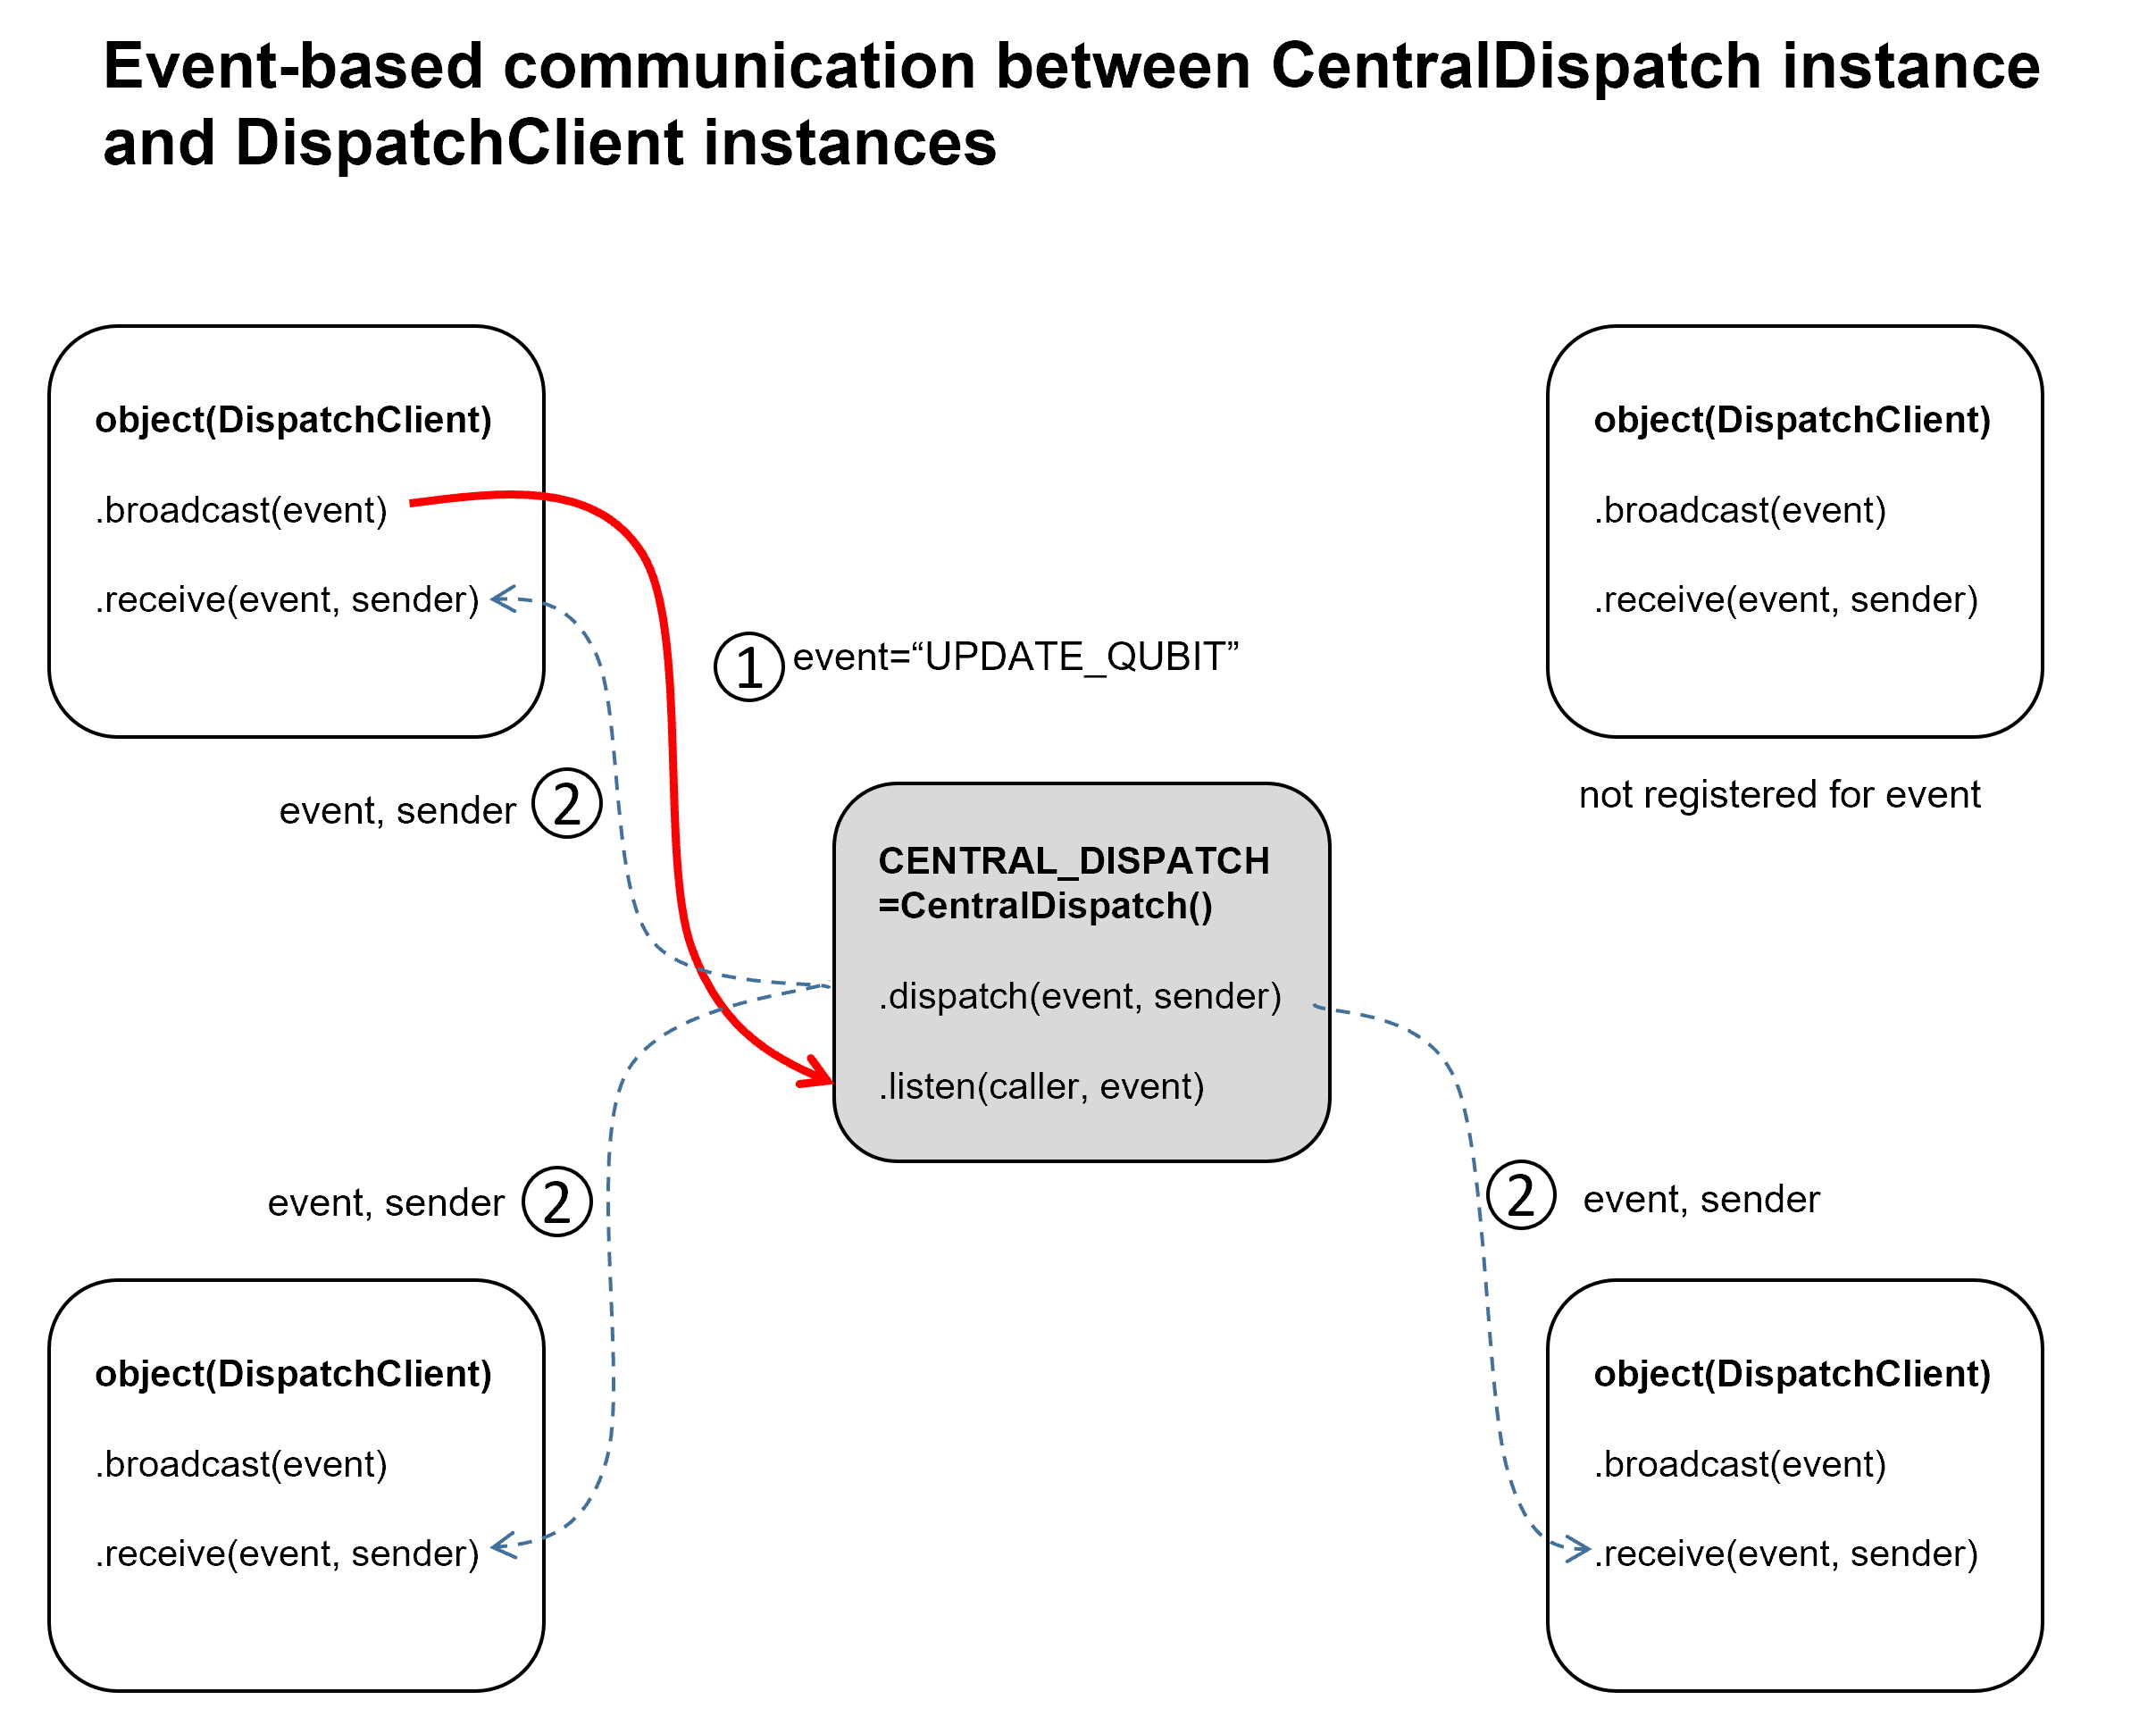 Event-based communication between CentralDispatch instance
and DispatchClient instances
object(DispatchClient)
.broadcast(event)
.receive(event, sender)
object(DispatchClient)
.broadcast(event)
.receive(event, sender)
not registered for event
1 event=“UPDATE_QUBIT”
event, sender 2
CENTRAL_DISPATCH
=CentralDispatch()
.dispatch(event, sender)
.listen(caller, event)
event, sender 2
2 event, sender
object(DispatchClient)
.broadcast(event)
.receive(event, sender)
object(DispatchClient)
.broadcast(event)
.receive(event, sender)